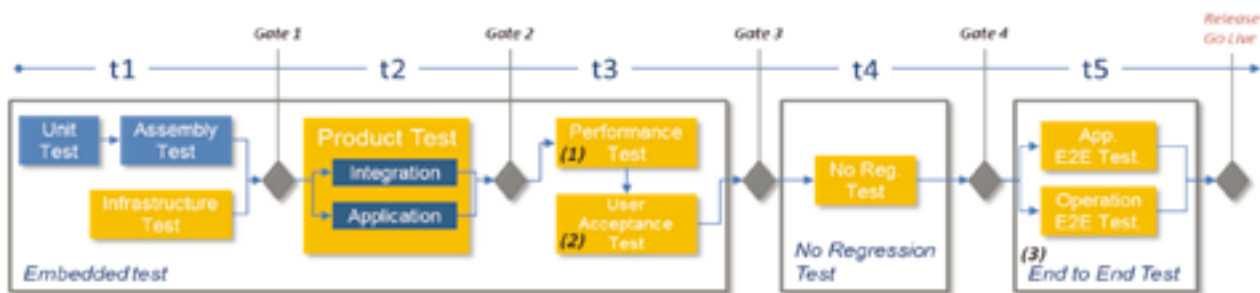 Gate 1
Gate 2
Gate 3
Gate 4
Release
Go Live
t1
t2
t3
t4
t5
Unit
Test
Assembly
Test
Infrastructure
Test
Product Test
Integration
Application
Performance
(1) Test
User
Acceptance
(2) Test
No Reg.
Test
App.
E2E Test.
Operation
E2E Test.
(3)
Embedded test
No Regression
Test
End to End Test